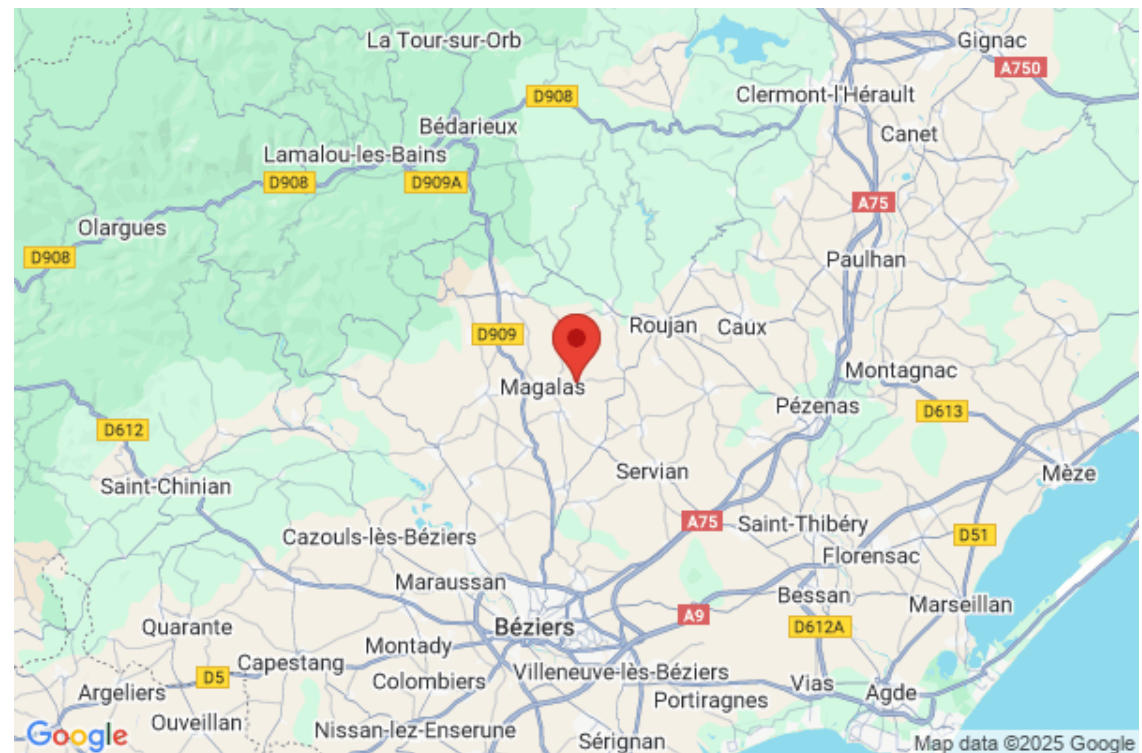 La Tour-sur-Orb
Gignac
A750
D908
Clermont-l'Hérault
Bédarieux
Canet
Lamalou-les-Bains
D908
D909A
A75
Olargues
D908
Paulhan
D909
Roujan
Caux
Magalas
Montagnac
Pézenas
D613
D612
Servian
Mèze
Saint-Chinian
A75
Saint-Thibéry
D51
Cazouls-lès-Béziers
Florensac
Maraussan
Bessan
Marseillan
A9
Quarante
Béziers
D612A
Montady
Capestang
D5
Villeneuve-lès-Béziers
Colombiers
Vias
Agde
Argeliers
Portiragnes
Ouveillan
Nissan-lez-Enserune
Sérignan
Google
Map data ©2025 Google